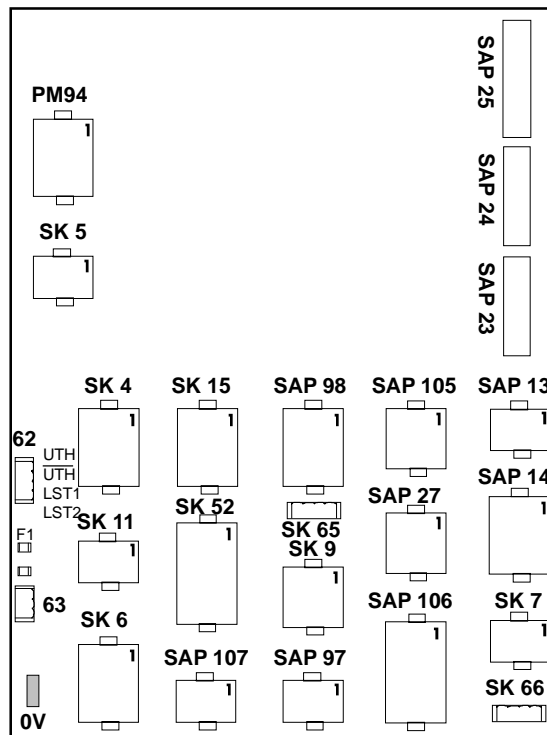 SAP 25
PM94
1
SAP 24
SK 5
1
SAP 23
SK 4 SK 15 SAP 98 SAP 105 SAP 13
1 1 1 1 1
62
UTH
UTH
LST1
LST2
SK 52 SAP 27 SAP 14
1 1 1
SK 65
F1
SK 11 SK 9
1 1
63
SK 6 SAP 106 SK 7
1 1 1
SAP 107 SAP 97
1 1
SK 66
0V